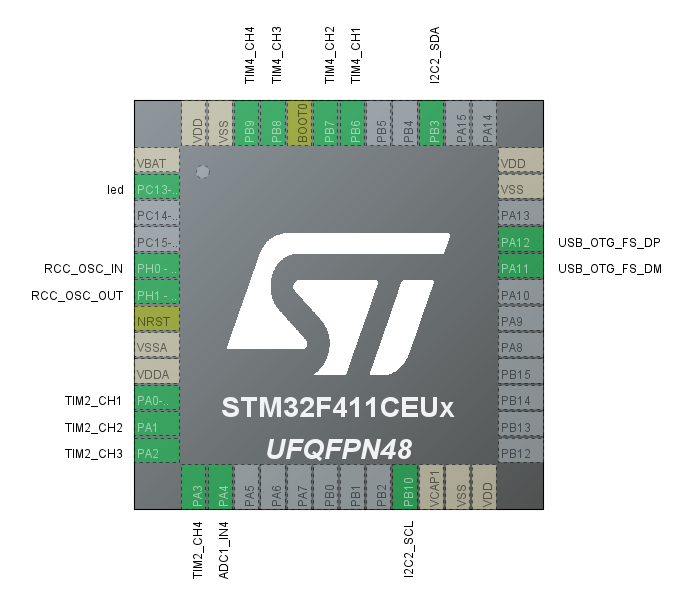 TIM4_CH4
TIM4_CH3
TIM4_CH2
TIM4_CH1
I2C2_SDA
VDD
VSS
PB9
PB8
BOOT0
PB7
PB6
PB5
PB4
PB3
PA15
PA14
VBAT
led PC13-..
PC14-..
PC15-..
RCC_OSC_IN PH0 - ..
RCC_OSC_OUT PH1 - ..
NRST
VSSA
VDDA
TIM2_CH1 PA0-..
TIM2_CH2 PA1
TIM2_CH3 PA2
VDD
VSS
PA13
PA12 USB_OTG_FS_DP
PA11 USB_OTG_FS_DM
PA10
PA9
PA8
PB15
PB14
PB13
PB12
ST
STM32F411CEUx
UFQFPN48
PA3
PA4
PA5
PA6
PA7
PB0
PB1
PB2
PB10
VCAP1
VSS
VDD
TIM2_CH4
ADC1_IN4
I2C2_SCL